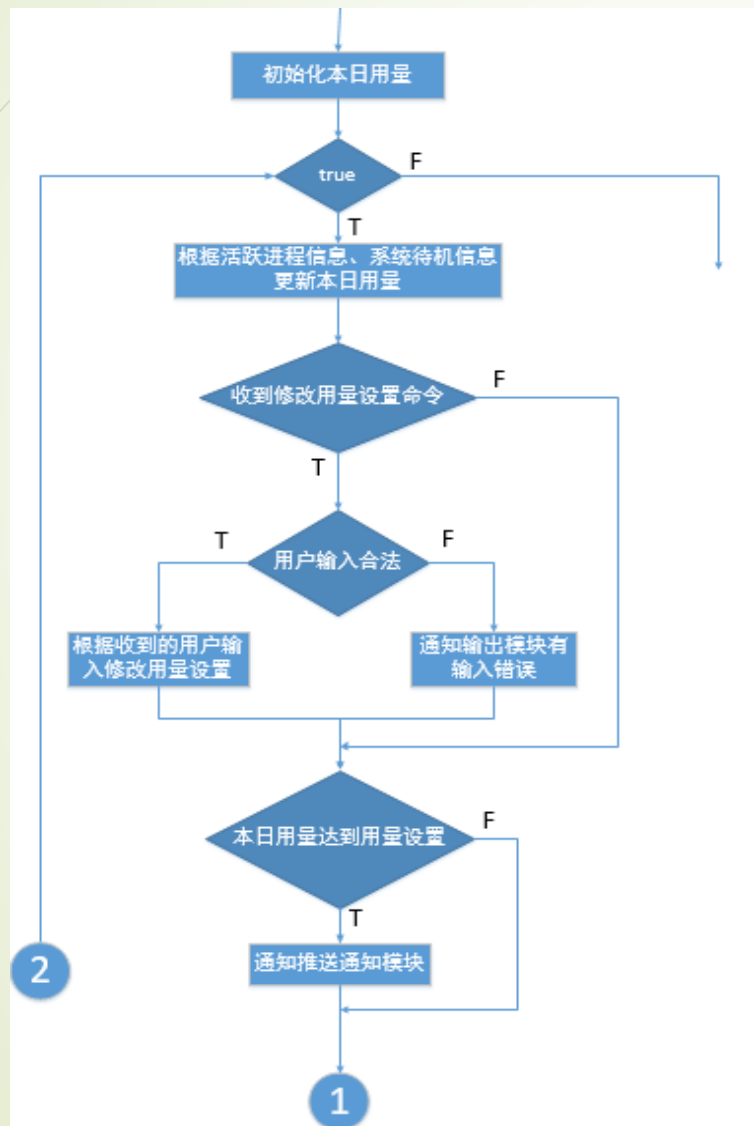 初始化本日用量
true
F
T
根据活跃进程信息、系统待机信息
更新本日用量
收到修改用量设置命令
F
T
用户输入合法
T
F
根据收到的用户输
入修改用量设置
通知输出模块有
输入错误
本日用量达到用量设置
F
T
通知推送通知模块
2
1